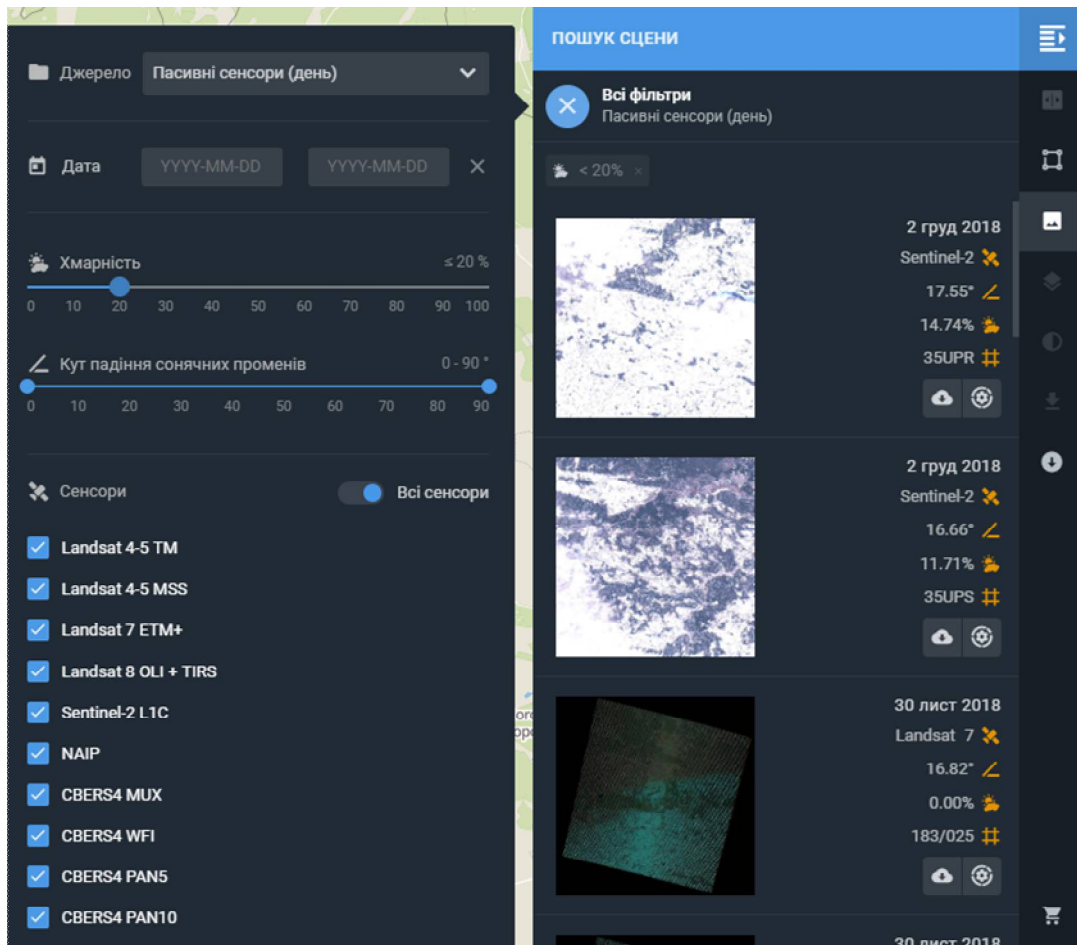 Джерело Пасивні сенсори (день)
Дата YYYY-MM-DD YYYY-MM-DD
Хмарність ≤ 20 %
0 10 20 30 40 50 60 70 80 90 100
Кут падіння сонячних променів 0 - 90 °
0 10 20 30 40 50 60 70 80 90
Сенсори Всі сенсори
Landsat 4-5 TM
Landsat 4-5 MSS
Landsat 7 ETM+
Landsat 8 OLI + TIRS
Sentinel-2 L1C
NAIP
CBERS4 MUX
CBERS4 WFI
CBERS4 PAN5
CBERS4 PAN10
ПОШУК СЦЕНИ
Всі фільтри
Пасивні сенсори (день)
< 20% ×
2 груд 2018
Sentinel-2
17.55°
14.74%
35UPR
2 груд 2018
Sentinel-2
16.66°
11.71%
35UPS
30 лист 2018
Landsat 7
16.82°
0.00%
183/025
30 лист 2018